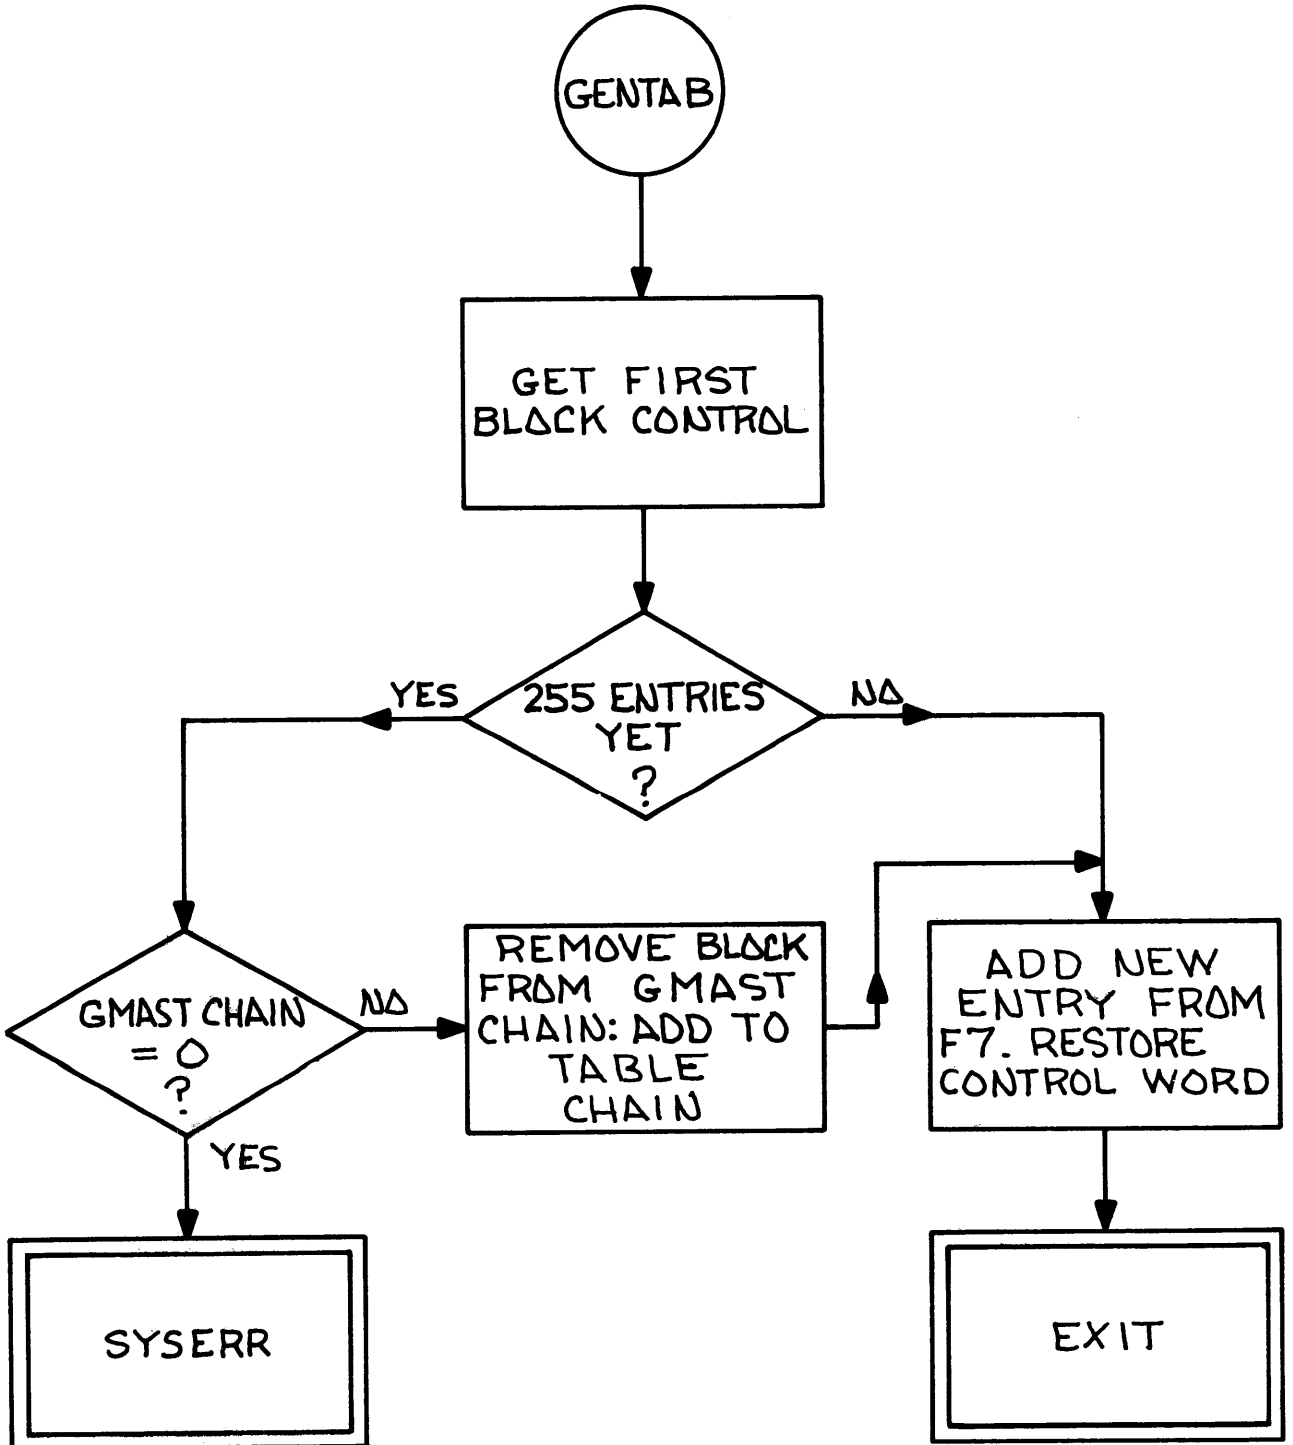 GENTAB
GET FIRST
BLOCK CONTROL
YES
255 ENTRIES
YET
?
NO
GMAST CHAIN
= 0
?
NO
YES
REMOVE BLOCK
FROM GMAST
CHAIN: ADD TO
TABLE
CHAIN
ADD NEW
ENTRY FROM
F7. RESTORE
CONTROL WORD
SYSERR
EXIT